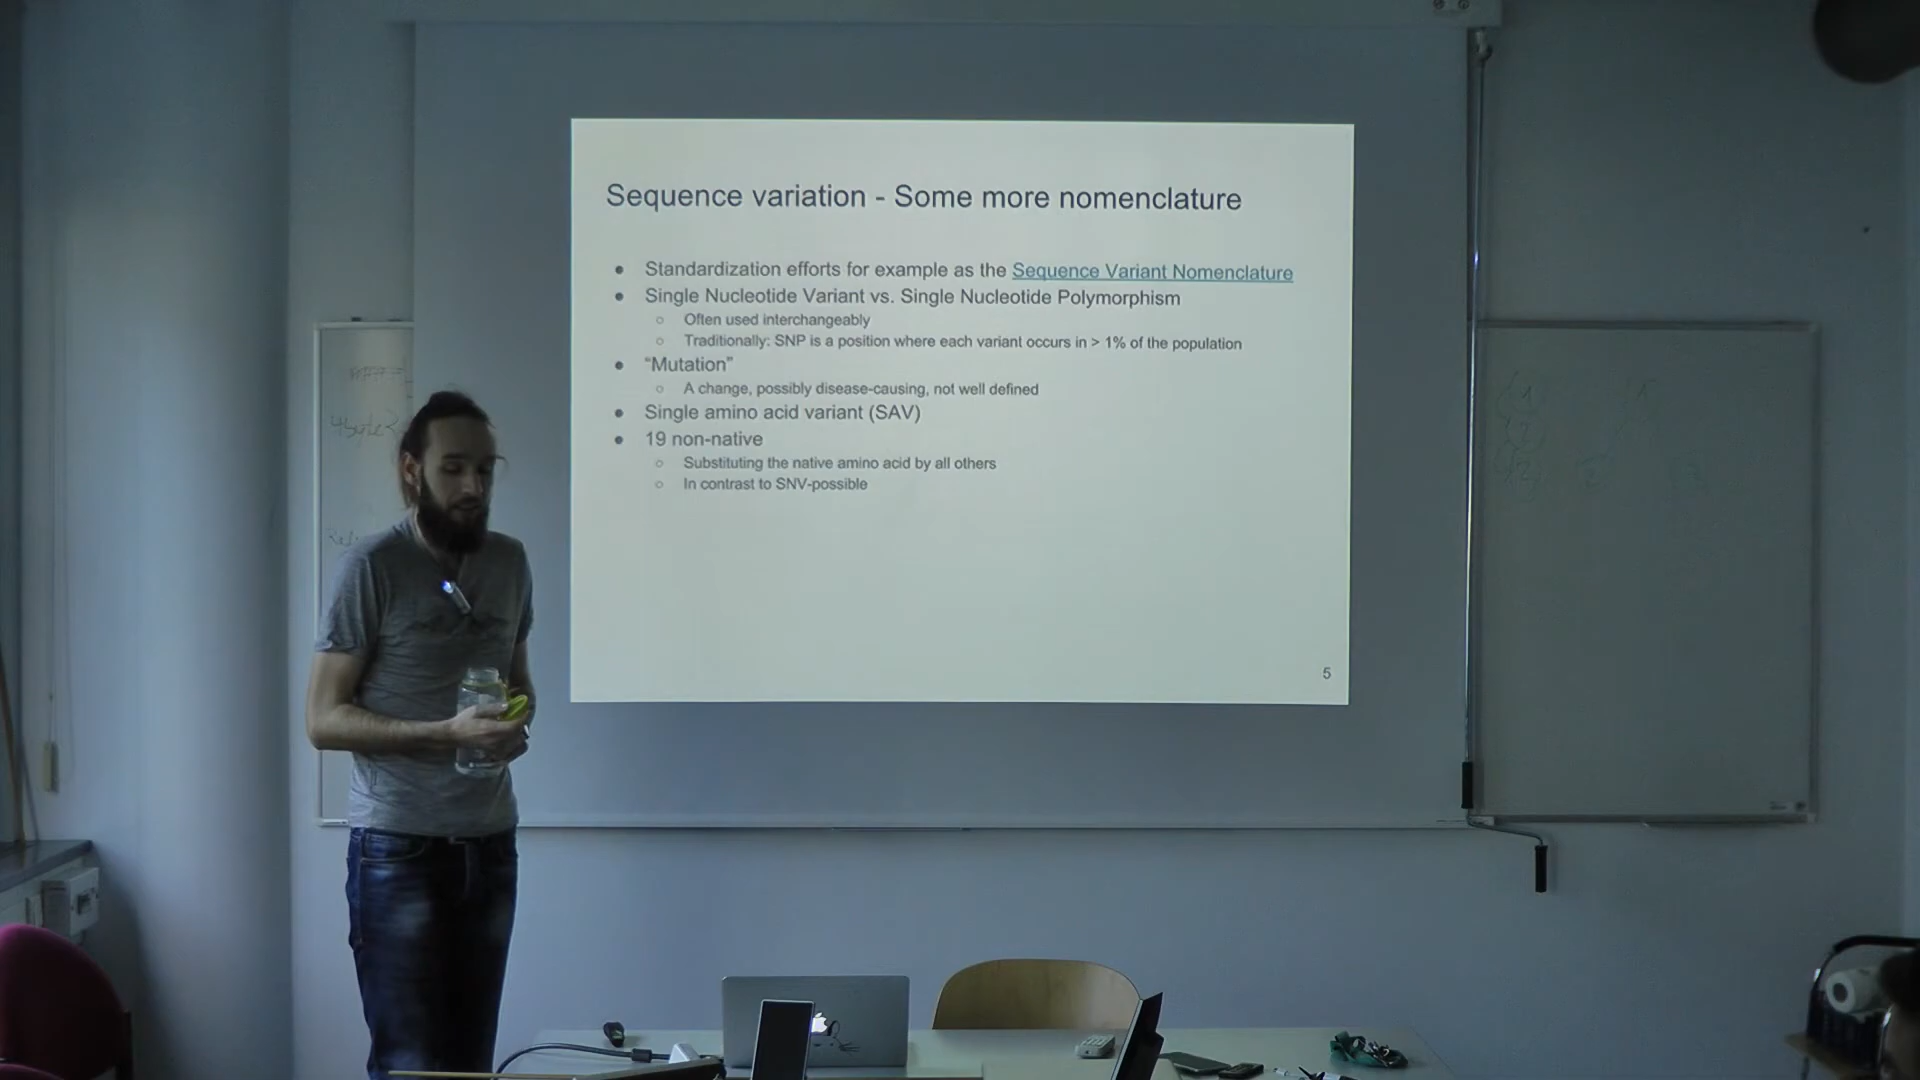 Sequence variation - Some more nomenclature
● Standardization efforts for example as the Sequence Variant Nomenclature
● Single Nucleotide Variant vs. Single Nucleotide Polymorphism
○ Often used interchangeably
○ Traditionally: SNP is a position where each variant occurs in > 1% of the population
● “Mutation”
○ A change, possibly disease-causing, not well defined
● Single amino acid variant (SAV)
● 19 non-native
○ Substituting the native amino acid by all others
○ In contrast to SNV-possible
5